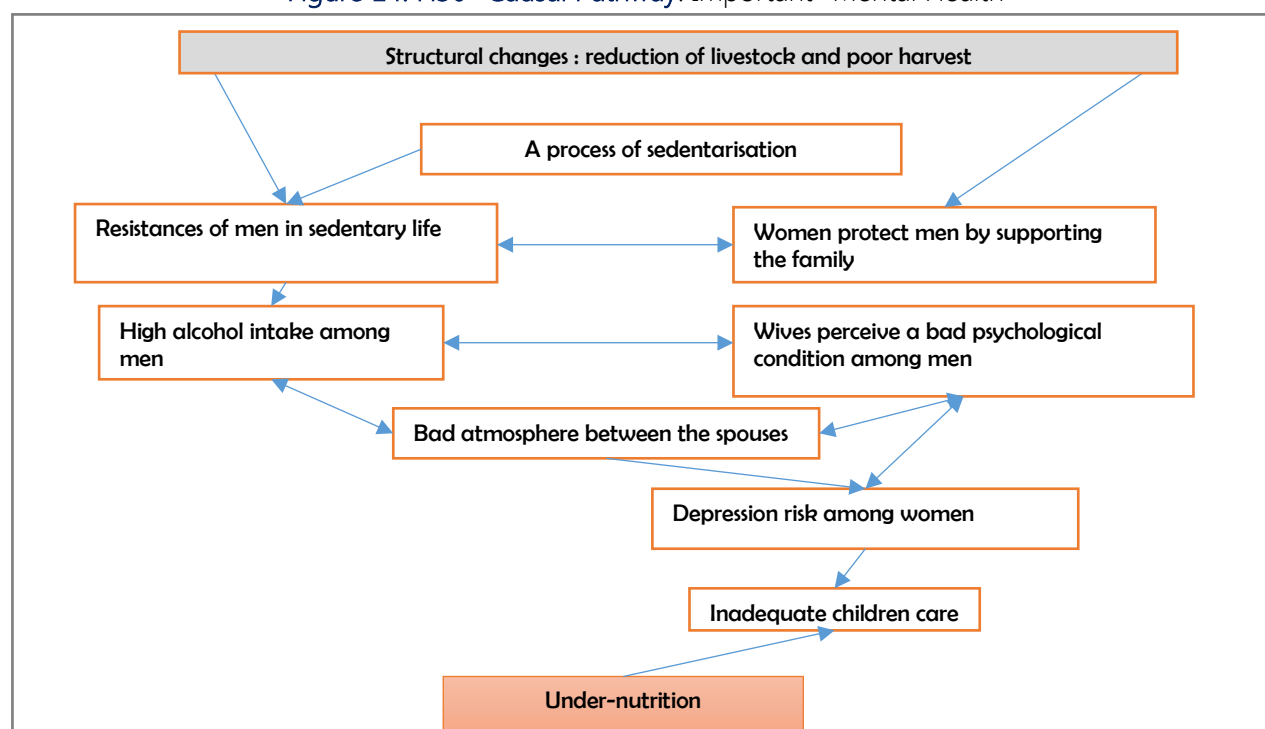 Structural changes : reduction of livestock and poor harvest
A process of sedentarisation
Resistances of men in sedentary life
Women protect men by supporting
the family
High alcohol intake among
men
Wives perceive a bad psychological
condition among men
Bad atmosphere between the spouses
Depression risk among women
Inadequate children care
Under-nutrition